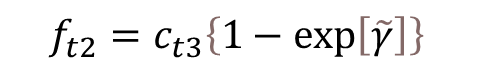 f_{t2} = c_{t3}{1 − exp[γ̃]}